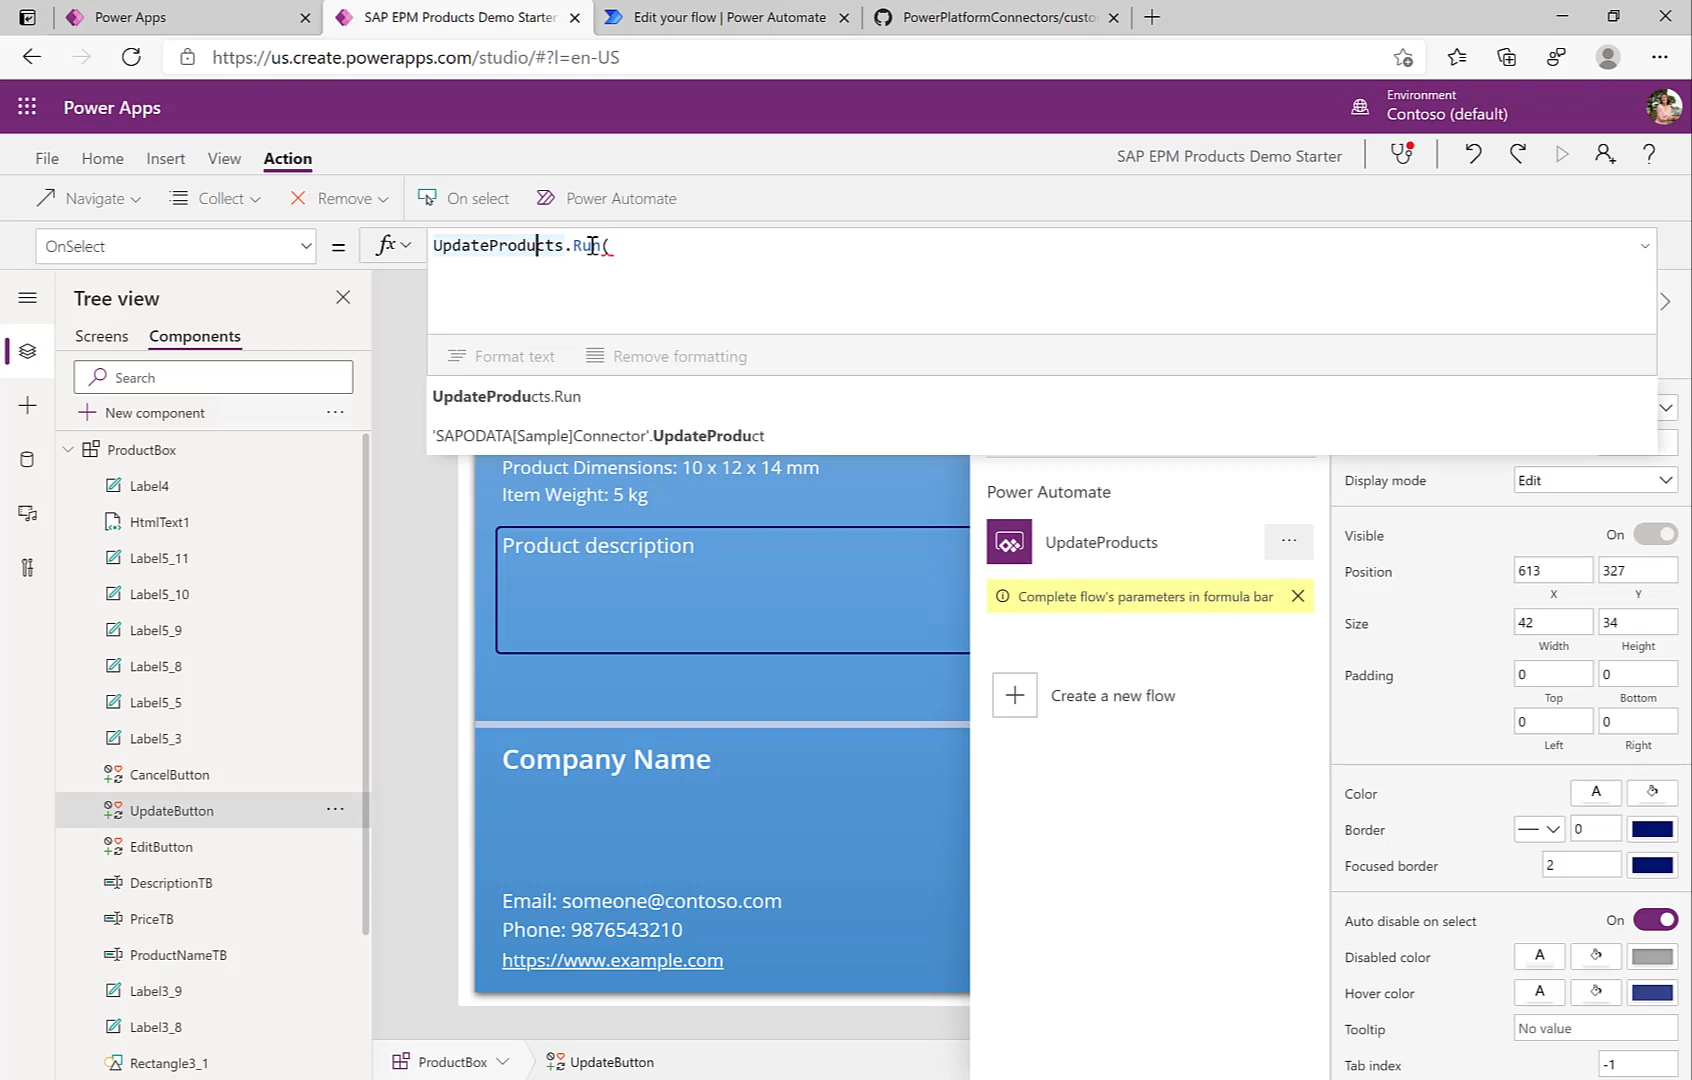 Power Apps
SAP EPM Products Demo Starter
Edit your flow | Power Automate
PowerPlatformConnectors/custo
https://us.create.powerapps.com/studio/#?l=en-US
Power Apps
Environment
Contoso (default)
File
Home
Insert
View
Action
SAP EPM Products Demo Starter
Navigate
Collect
Remove
On select
Power Automate
OnSelect
=
fx
UpdateProducts.Run(
Format text
Remove formatting
UpdateProducts.Run
'SAPODATA[Sample]Connector'.UpdateProduct
Tree view
Screens
Components
Search
New component
ProductBox
Label4
HtmlText1
Label5_11
Label5_10
Label5_9
Label5_8
Label5_5
Label5_3
CancelButton
UpdateButton
EditButton
DescriptionTB
PriceTB
ProductNameTB
Label3_9
Label3_8
Rectangle3_1
Product Dimensions: 10 x 12 x 14 mm
Item Weight: 5 kg
Product description
Company Name
Email: someone@contoso.com
Phone: 9876543210
https://www.example.com
Power Automate
UpdateProducts
Complete flow's parameters in formula bar
Create a new flow
Display mode
Edit
Visible
On
Position
613
327
X
Y
Size
42
34
Width
Height
Padding
0
0
Top
Bottom
0
0
Left
Right
Color
A
Border
0
Focused border
2
Auto disable on select
On
Disabled color
A
Hover color
A
Tooltip
No value
Tab index
-1
ProductBox
UpdateButton